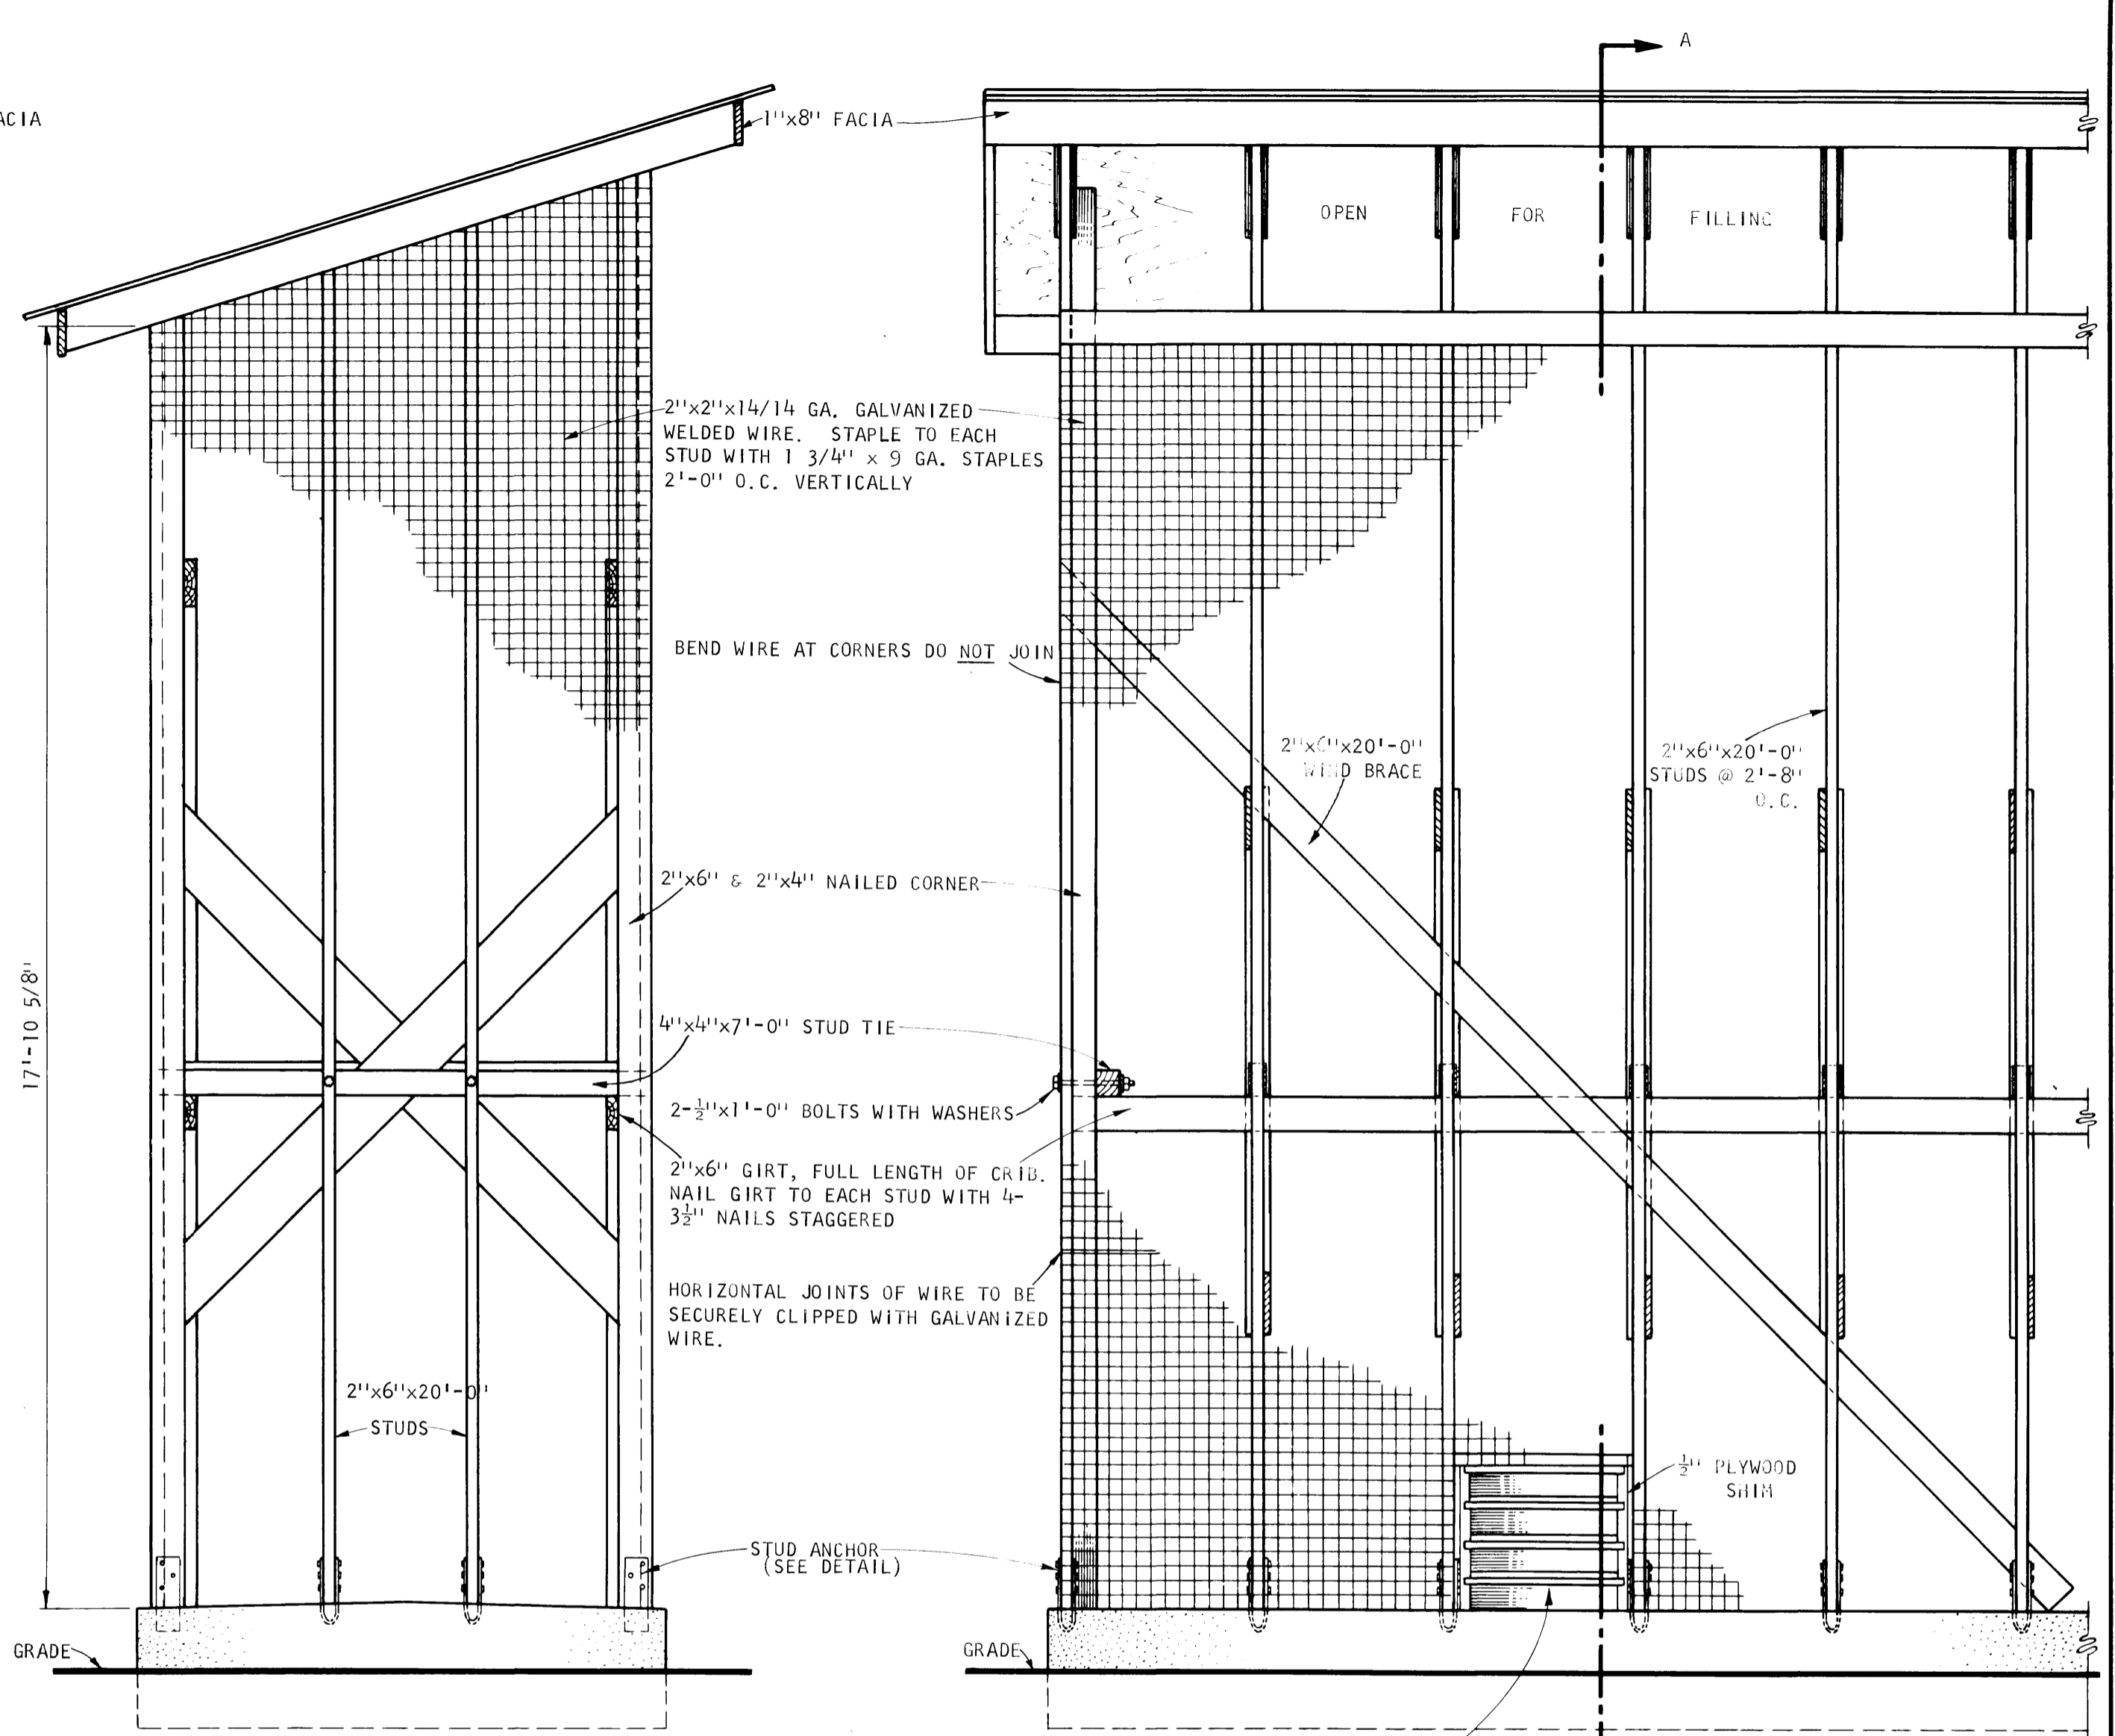 ACIA
A
1"x8" FACIA
OPEN FOR FILLING
2"x2"x14/14 GA. GALVANIZED
WELDED WIRE. STAPLE TO EACH
STUD WITH 1 3/4" x 9 GA. STAPLES
2'-0" O.C. VERTICALLY
BEND WIRE AT CORNERS DO NOT JOIN
2"x6"x20'-0"
WIND BRACE
2"x6"x20'-0"
STUDS @ 2'-8"
O.C.
2"x6" & 2"x4" NAILED CORNER
17'-10 5/8"
4"x4"x7'-0" STUD TIE
2-½"x1'-0" BOLTS WITH WASHERS
2"x6" GIRT, FULL LENGTH OF CRIB.
NAIL GIRT TO EACH STUD WITH 4-
3½" NAILS STAGGERED
HORIZONTAL JOINTS OF WIRE TO BE
SECURELY CLIPPED WITH GALVANIZED
WIRE.
2"x6"x20'-0"
STUDS
½" PLYWOOD
SHIM
STUD ANCHOR
(SEE DETAIL)
GRADE
GRADE